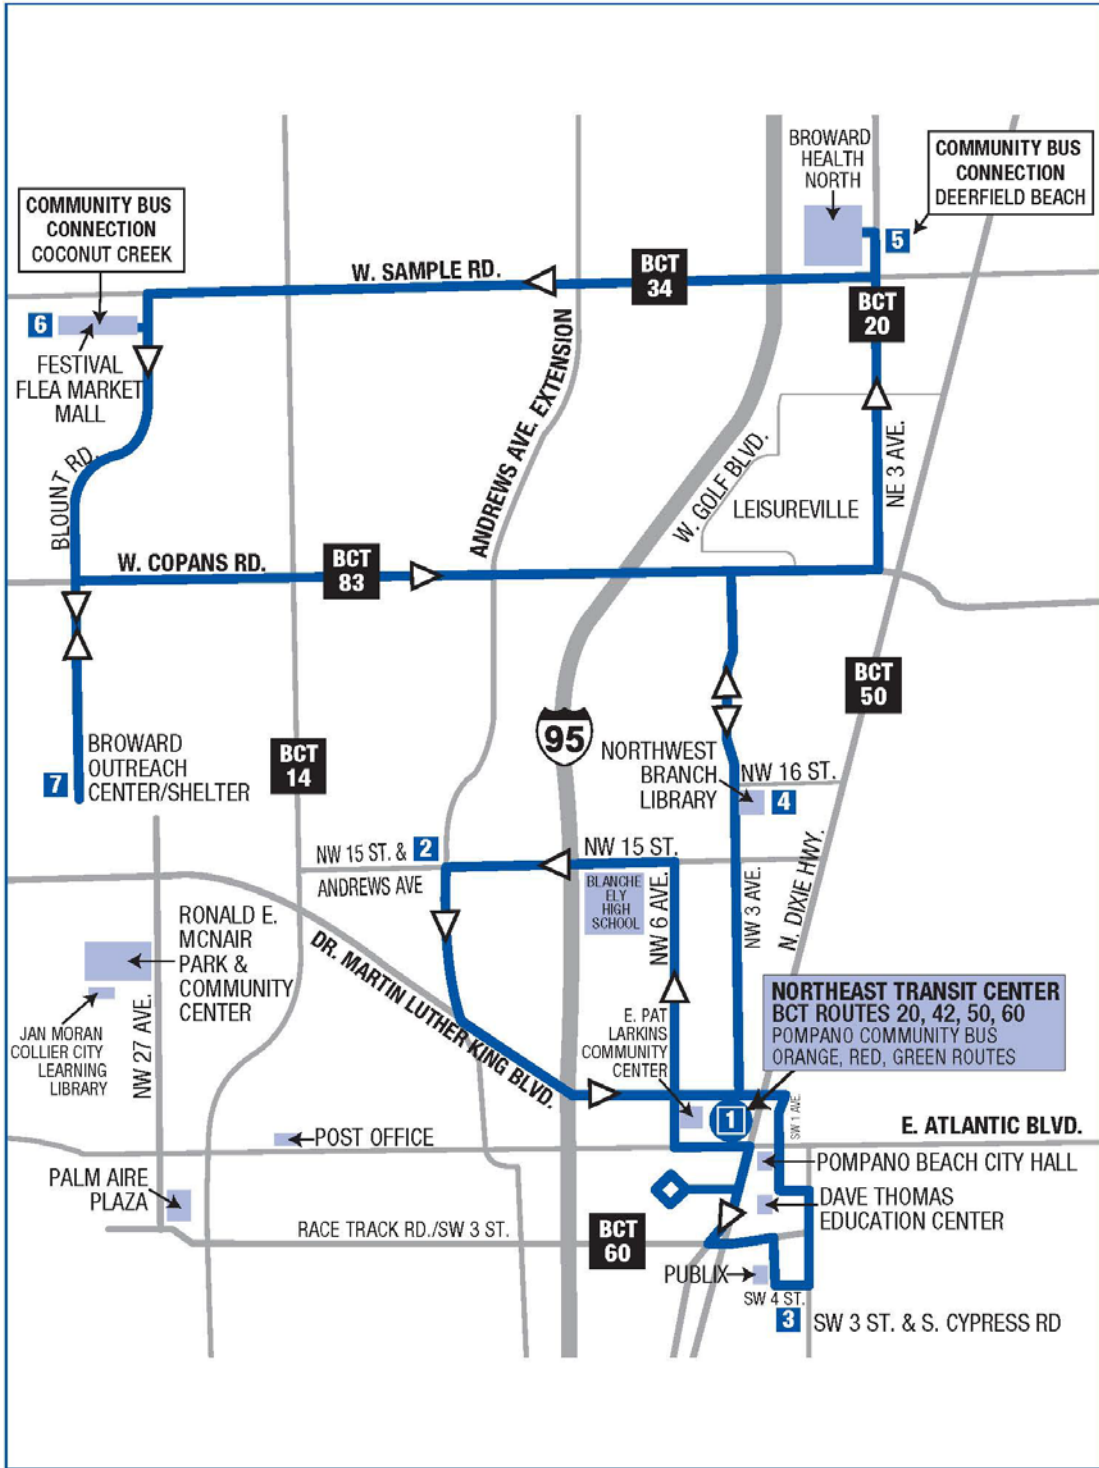 BROWARD
HEALTH
NORTH
COMMUNITY BUS
CONNECTION
DEERFIELD BEACH
5
COMMUNITY BUS
CONNECTION
COCONUT CREEK
W. SAMPLE RD.
BCT
34
BCT
20
6
FESTIVAL
FLEA MARKET
MALL
ANDREWS AVE. EXTENSION
W. GOLF BLVD.
NE 3 AVE.
LEISUREVILLE
BLOUNT RD.
W. COPANS RD.
BCT
83
BCT
50
95
7
BROWARD
OUTREACH
CENTER/SHELTER
BCT
14
NORTHWEST
BRANCH
LIBRARY
NW 16 ST.
4
NW 15 ST. &
2
ANDREWS AVE
NW 15 ST.
BLANCHE
ELY
HIGH
SCHOOL
NW 6 AVE.
NW 3 AVE.
N. DIXIE HWY.
RONALD E.
MCNAIR
PARK &
COMMUNITY
CENTER
DR. MARTIN LUTHER KING BLVD.
JAN MORAN
COLLIER CITY
LEARNING
LIBRARY
NW 27 AVE.
E. PAT
LARKINS
COMMUNITY
CENTER
NORTHEAST TRANSIT CENTER
BCT ROUTES 20, 42, 50, 60
POMPANO COMMUNITY BUS
ORANGE, RED, GREEN ROUTES
1
SW 1 AVE.
E. ATLANTIC BLVD.
POST OFFICE
POMPANO BEACH CITY HALL
PALM AIRE
PLAZA
DAVE THOMAS
EDUCATION CENTER
RACE TRACK RD./SW 3 ST.
BCT
60
PUBLIX
SW 4 ST.
3
SW 3 ST. & S. CYPRESS RD